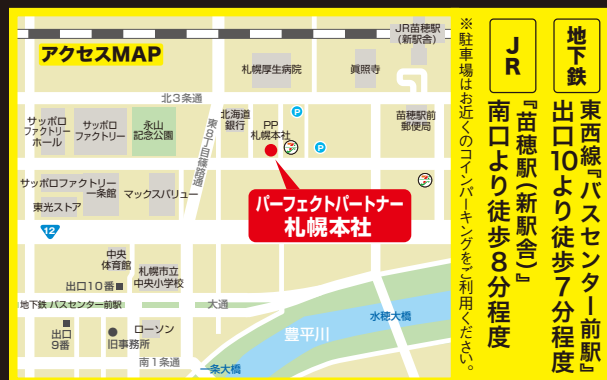 アクセスMAP
JR苗穂駅
(新駅舎)
札幌厚生病院
眞照寺
北3条通
サッポロ
ファクトリー
ホール
サッポロ
ファクトリー
永山
記念公園
東8丁目篠路通
北海道
銀行
PP
札幌本社
P
P
苗穂駅前
郵便局
サッポロファクトリー
一条館
マックスバリュー
東光ストア
パーフェクトパートナー
札幌本社
12
中央
体育館
札幌市立
中央小学校
出口10番
地下鉄 バスセンター前駅
大通
出口
9番
旧事務所
ローソン
南1条通
一条大橋
豊平川
水穂大橋
地下鉄
東西線『バスセンター前駅』
出口10より徒歩7分程度
JR
『苗穂駅(新駅舎)』
南口より徒歩8分程度
※駐車場はお近くのコインパーキングをご利用ください。